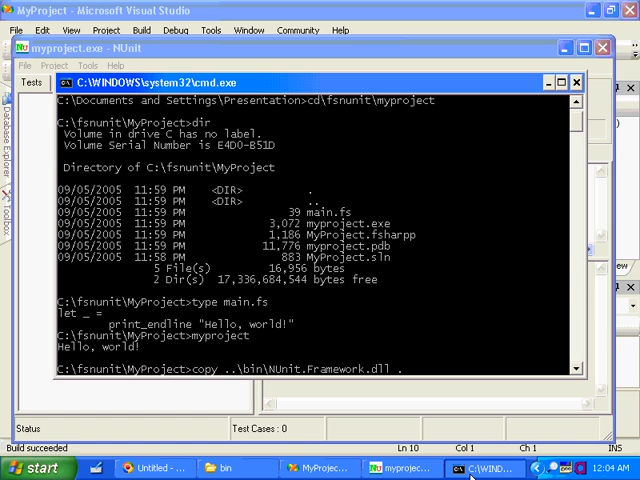 MyProject - Microsoft Visual Studio
File Edit View Project Build Debug Tools Window Community Help
myproject.exe - NUnit
File Project Tools Help
Tests
C:\WINDOWS\system32\cmd.exe
C:\Documents and Settings\Presentation>cd\fsnunit\myproject
C:\fsnunit\MyProject>dir
Volume in drive C has no label.
Volume Serial Number is E4D0-B51D
Directory of C:\fsnunit\MyProject
09/05/2005 11:59 PM <DIR> .
09/05/2005 11:59 PM <DIR> ..
09/05/2005 11:59 PM 39 main.fs
09/05/2005 11:59 PM 3,072 myproject.exe
09/05/2005 11:59 PM 1,186 MyProject.fsharpp
09/05/2005 11:59 PM 11,776 myproject.pdb
09/05/2005 11:58 PM 883 MyProject.sln
5 File(s) 16,956 bytes
2 Dir(s) 17,336,684,544 bytes free
C:\fsnunit\MyProject>type main.fs
let _ =
print_endline "Hello, world!"
C:\fsnunit\MyProject>myproject
Hello, world!
C:\fsnunit\MyProject>copy ..\bin\NUnit.Framework.dll .
Database Explorer
Toolbox
Status Test Cases : 0
Build succeeded Ln 10 Col 1 Ch 1 INS
start Untitled - ... bin MyProjec... myproject... C:\WIND... 12:04 AM